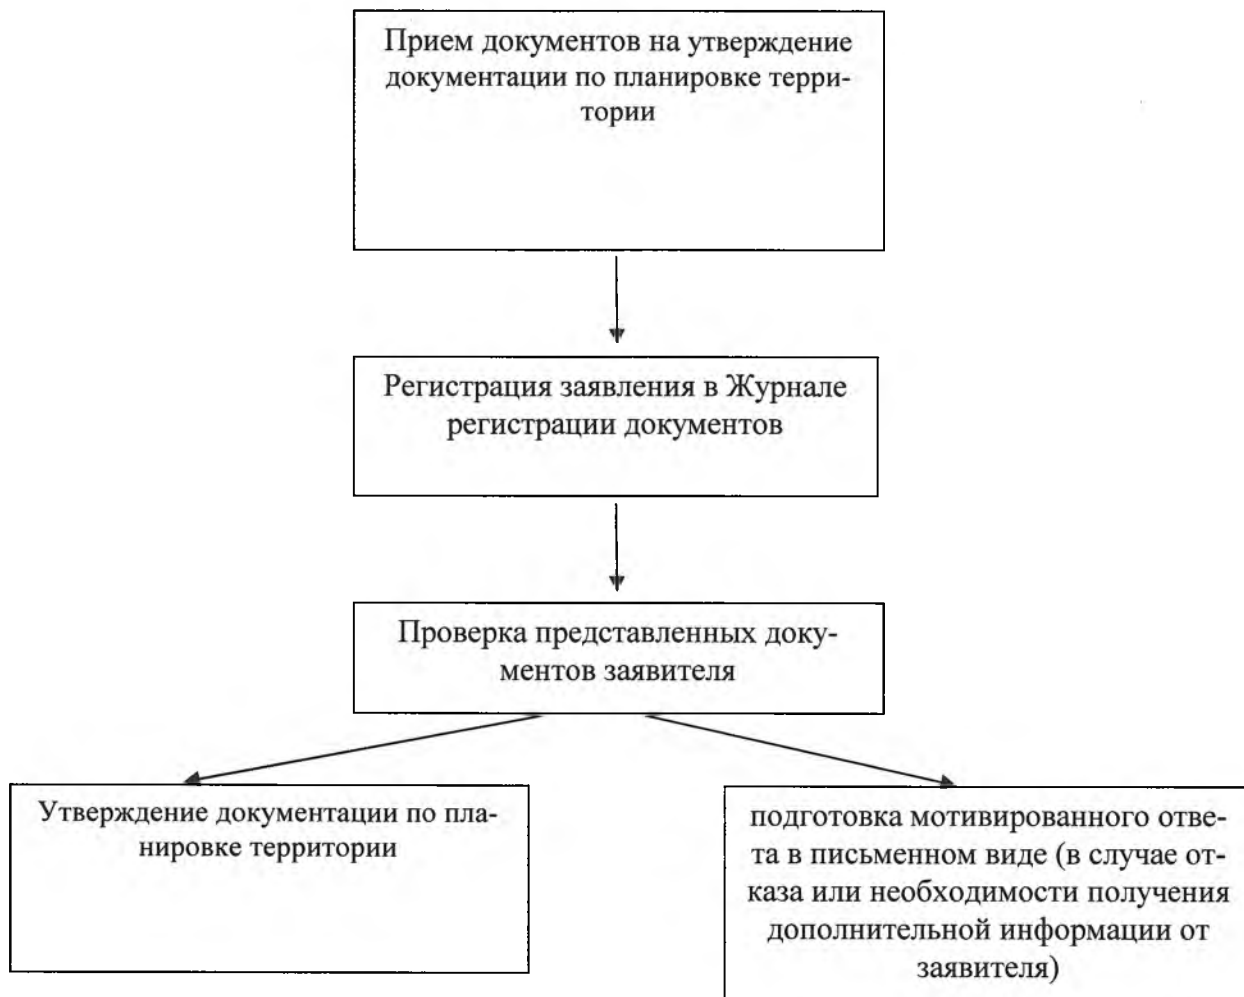 Прием документов на утверждение
документации по планировке терри-
тории
Регистрация заявления в Журнале
регистрации документов
Проверка представленных доку-
ментов заявителя
Утверждение документации по пла-
нировке территории
подготовка мотивированного отве-
та в письменном виде (в случае от-
каза или необходимости получения
дополнительной информации от
заявителя)